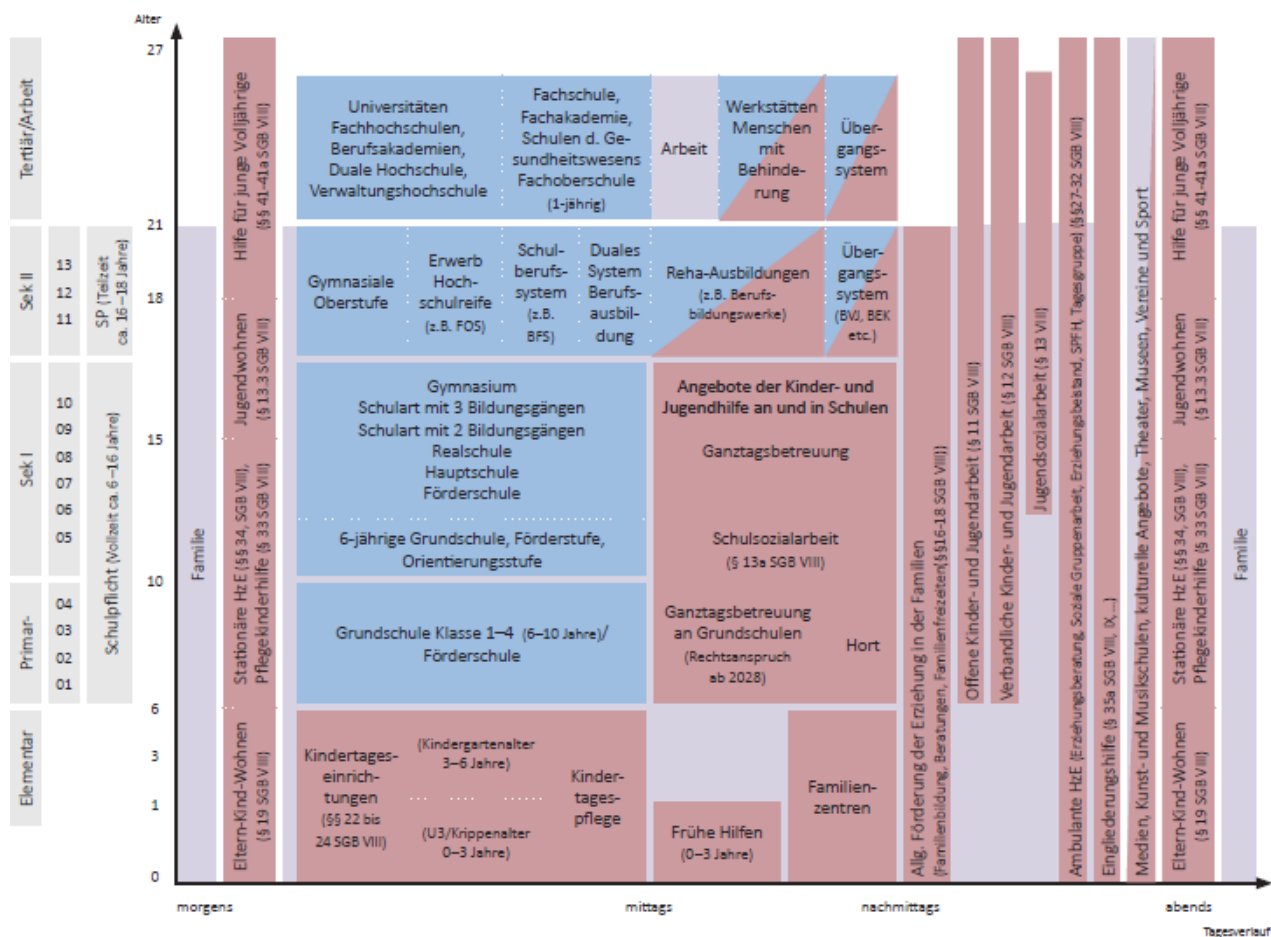 Alter
27
21
18
15
10
6
3
1
0
Tertiär/Arbeit
Sek II
Sek I
Primar-
Elementar
13
12
11
10
09
08
07
06
05
04
03
02
01
SP (Teilzeit
ca. 16–18 Jahre)
Schulpflicht (Vollzeit ca. 6–16 Jahre)
Familie
Hilfe für junge Volljährige
(§§ 41-41a SGB VIII)
Jugendwohnen
(§ 13.3 SGB VIII)
Stationäre HzE (§§ 34, SGB VIII),
Pflegekinderhilfe (§ 33 SGB VIII)
Eltern-Kind-Wohnen
(§ 19 SGB VIII)
Universitäten
Fachhochschulen,
Berufsakademien,
Duale Hochschule,
Verwaltungshochschule
Fachschule,
Fachakademie,
Schulen d. Ge-
sundheitswesens
Fachoberschule
(1-jährig)
Arbeit
Werkstätten
Menschen
mit
Behinde-
rung
Über-
gangs-
system
Gymnasiale
Oberstufe
Erwerb
Hoch-
schulreife
(z.B. FOS)
Schul-
berufs-
system
(z.B.
BFS)
Duales
System
Berufs-
ausbil-
dung
Reha-Ausbildungen
(z.B. Berufs-
bildungswerke)
Über-
gangs-
system
(BVJ, BEK
etc.)
Gymnasium
Schulart mit 3 Bildungsgängen
Schulart mit 2 Bildungsgängen
Realschule
Hauptschule
Förderschule
6-jährige Grundschule, Förderstufe,
Orientierungsstufe
Grundschule Klasse 1–4 (6–10 Jahre)/
Förderschule
Angebote der Kinder- und
Jugendhilfe an und in Schulen
Ganztagsbetreuung
Schulsozialarbeit
(§ 13a SGB VIII)
Ganztagsbetreuung
an Grundschulen
(Rechtsanspruch
ab 2028)
Hort
Kindertages-
einrich-
tungen
(§§ 22 bis
24 SGB VIII)
(Kindergartenalter
3–6 Jahre)
(U3/Krippenalter
0–3 Jahre)
Kinder-
tages-
pflege
Frühe Hilfen
(0–3 Jahre)
Familien-
zentren
Allg. Förderung der Erziehung in der Familien
(Familienbildung, Beratungen, Familienfreizeiten(§§16-18 SGB VIII))
Offene Kinder- und Jugendarbeit (§ 11 SGB VIII)
Verbandliche Kinder- und Jugendarbeit (§ 12 SGB VIII)
Jugendsozialarbeit (§ 13 VIII)
Ambulante HzE (Erziehungsberatung, Soziale Gruppenarbeit, Erziehungsbeistand, SPFH, Tagesgruppe) (§§27-32 SGB VIII)
Eingliederungshilfe (§ 35a SGB VIII, IX, ...)
Medien, Kunst- und Musikschulen, kulturelle Angebote, Theater, Museen, Vereine und Sport
Hilfe für junge Volljährige
(§§ 41-41a SGB VIII)
Jugendwohnen
(§ 13.3 SGB VIII)
Stationäre HzE (§§ 34, SGB VIII),
Pflegekinderhilfe (§ 33 SGB VIII)
Eltern-Kind-Wohnen
(§ 19 SGB VIII)
Familie
morgens
mittags
nachmittags
abends
Tagesverlauf